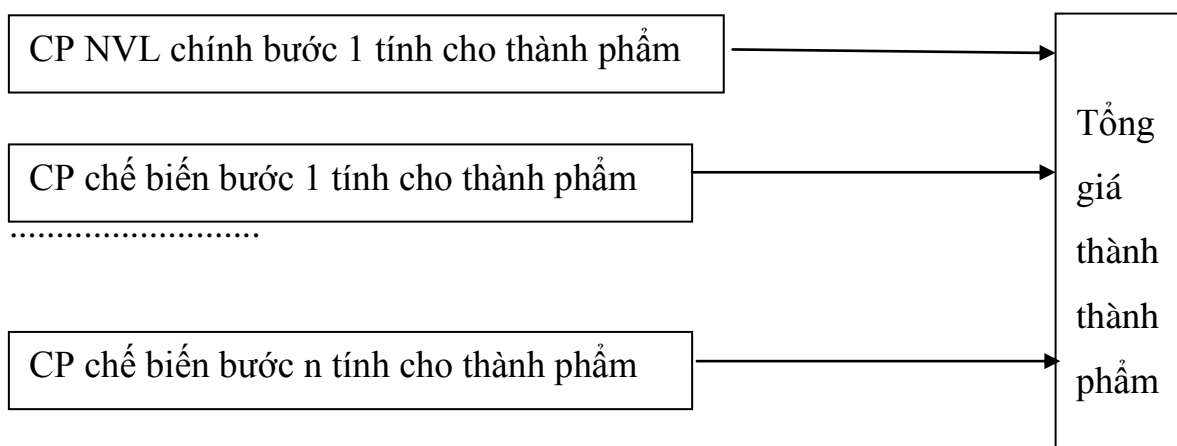 CP NVL chính bước 1 tính cho thành phẩm
CP chế biến bước 1 tính cho thành phẩm
...........................
CP chế biến bước n tính cho thành phẩm
Tổng
giá
thành
thành
phẩm